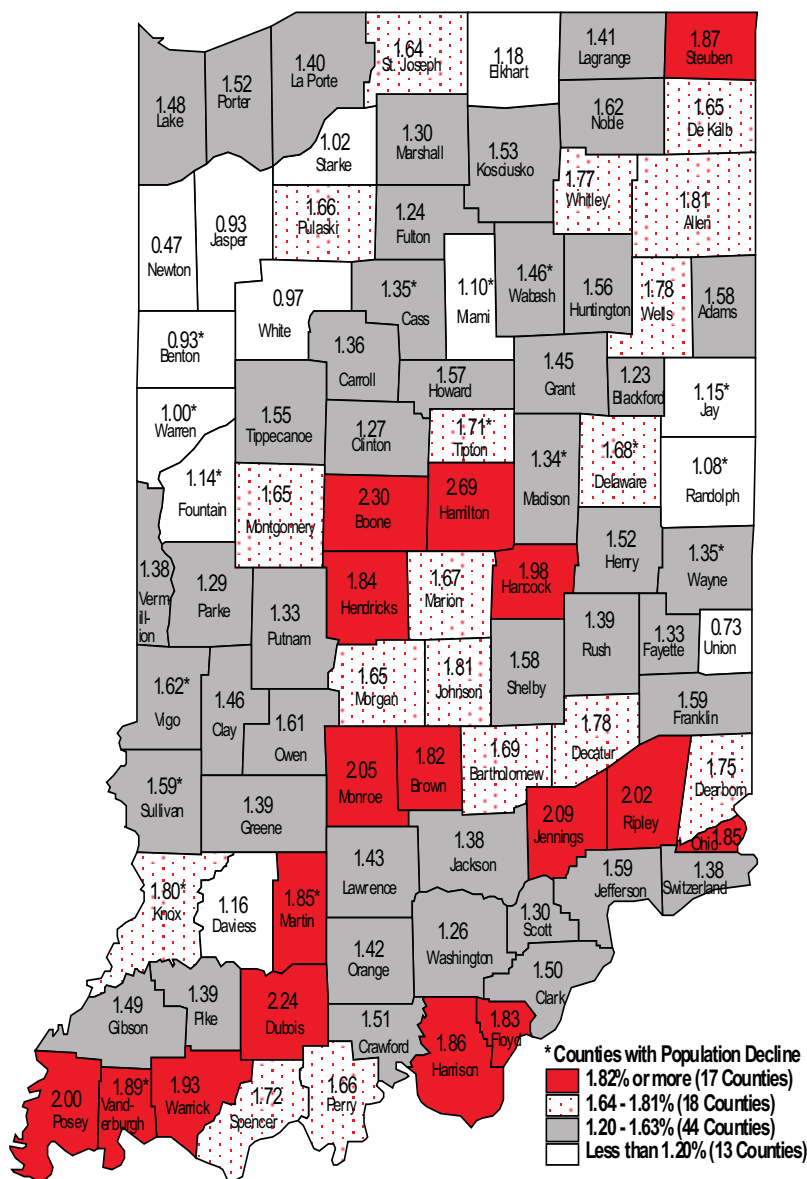 1.64
St. Joseph
1.18
Elkhart
1.41
Lagrange
1.87
Steuben
1.40
La Porte
1.52
Porter
1.48
Lake
1.62
Noble
1.65
De Kalb
1.02
Starke
1.30
Marshall
1.53
Kosciusko
1.77
Whitley
1.81
Allen
1.66
Pulaski
1.24
Fulton
0.93
Jasper
0.47
Newton
0.97
White
1.35*
Cass
1.10*
Mami
1.46*
Wabash
1.56
Huntington
1.78
Wells
1.58
Adams
0.93*
Benton
1.36
Carroll
1.57
Howard
1.45
Grant
1.23
Blackford
1.15*
Jay
1.00*
Warren
1.55
Tippecanoe
1.27
Clinton
1.71*
Tipton
1.34*
Madison
1.68*
Delaware
1.08*
Randolph
1.14*
Fountain
1.65
Montgomery
2.30
Boone
2.69
Hamilton
1.38
Verm
ill-
ion
1.29
Parke
1.33
Putnam
1.84
Hendricks
1.67
Marion
1.98
Hancock
1.52
Henry
1.35*
Wayne
1.39
Rush
1.33
Fayette
0.73
Union
1.62*
Vigo
1.46
Clay
1.61
Owen
1.65
Morgan
1.81
Johnson
1.58
Shelby
1.59
Franklin
1.78
Decatur
1.59*
Sullivan
1.39
Greene
2.05
Monroe
1.82
Brown
1.69
Bartholomew
2.09
Jennings
2.02
Ripley
1.75
Dearborn
Ohio 1.85
1.38
Jackson
1.43
Lawrence
1.59
Jefferson
1.38
Switzerland
1.80*
Knox
1.16
Daviess
1.85*
Martin
1.30
Scott
1.26
Washington
1.42
Orange
1.50
Clark
1.49
Gibson
1.39
Pike
2.24
Dubois
1.51
Crawford
1.86
Harrison
1.83
Floyd
2.00
Posey
1.89*
Vand-
erburgh
1.93
Warrick
1.72
Spencer
1.66
Perry
* Counties with Population Decline
1.82% or more (17 Counties)
1.64 - 1.81% (18 Counties)
1.20 - 1.63% (44 Counties)
Less than 1.20% (13 Counties)